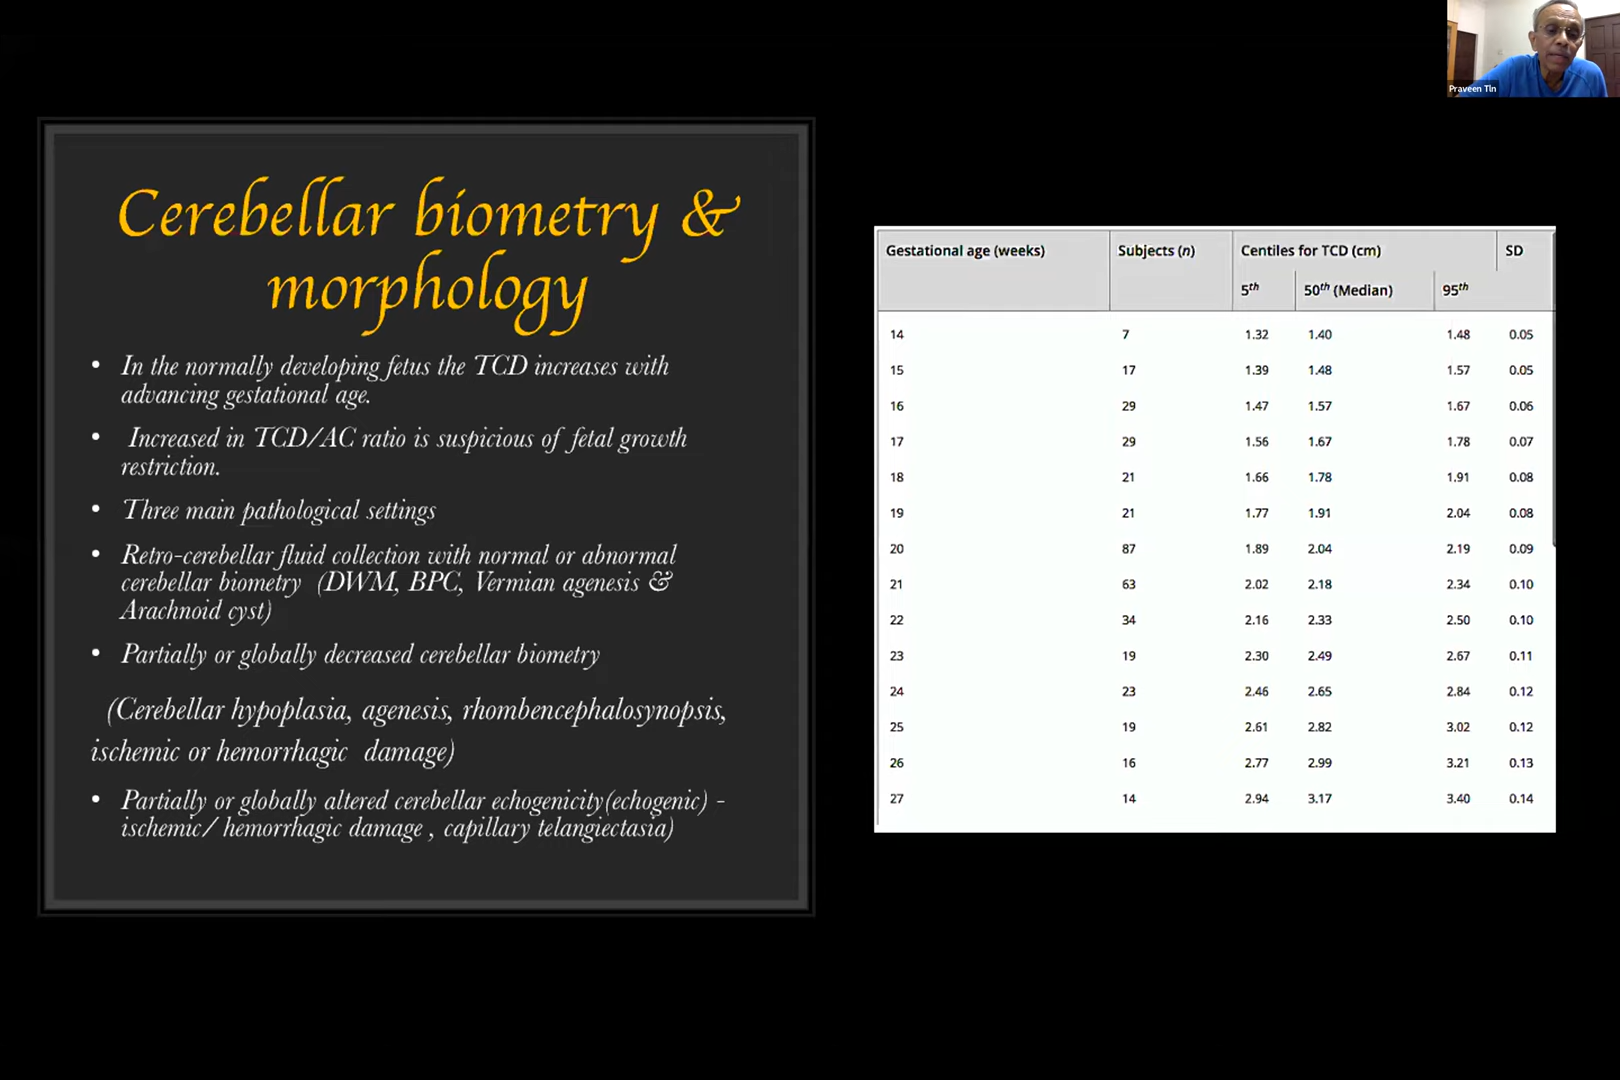 Praveen Tln
Cerebellar biometry &
morphology
• In the normally developing fetus the TCD increases with
advancing gestational age.
• Increased in TCD/AC ratio is suspicious of fetal growth
restriction.
• Three main pathological settings
• Retro-cerebellar fluid collection with normal or abnormal
cerebellar biometry (DWM, BPC, Vermian agenesis &
Arachnoid cyst)
• Partially or globally decreased cerebellar biometry
(Cerebellar hypoplasia, agenesis, rhombencephalosynopsis,
ischemic or hemorrhagic damage)
• Partially or globally altered cerebellar echogenicity(echogenic) -
ischemic/ hemorrhagic damage , capillary telangiectasia)
Gestational age (weeks) Subjects (n) Centiles for TCD (cm) SD
5th 50th (Median) 95th
14 7 1.32 1.40 1.48 0.05
15 17 1.39 1.48 1.57 0.05
16 29 1.47 1.57 1.67 0.06
17 29 1.56 1.67 1.78 0.07
18 21 1.66 1.78 1.91 0.08
19 21 1.77 1.91 2.04 0.08
20 87 1.89 2.04 2.19 0.09
21 63 2.02 2.18 2.34 0.10
22 34 2.16 2.33 2.50 0.10
23 19 2.30 2.49 2.67 0.11
24 23 2.46 2.65 2.84 0.12
25 19 2.61 2.82 3.02 0.12
26 16 2.77 2.99 3.21 0.13
27 14 2.94 3.17 3.40 0.14